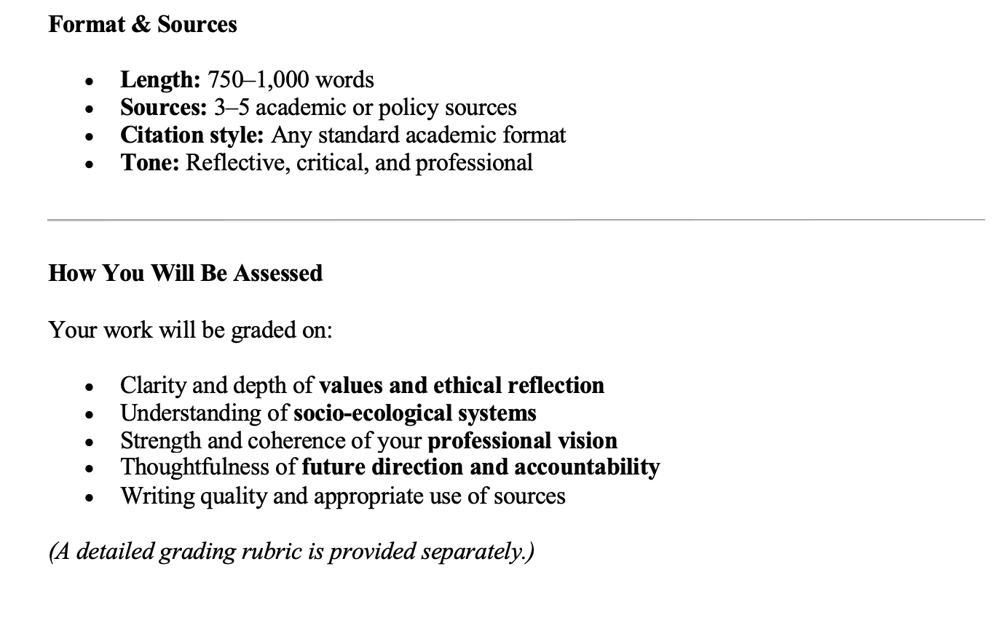 Format & Sources
• Length: 750–1,000 words
• Sources: 3–5 academic or policy sources
• Citation style: Any standard academic format
• Tone: Reflective, critical, and professional
How You Will Be Assessed
Your work will be graded on:
• Clarity and depth of values and ethical reflection
• Understanding of socio-ecological systems
• Strength and coherence of your professional vision
• Thoughtfulness of future direction and accountability
• Writing quality and appropriate use of sources
(A detailed grading rubric is provided separately.)